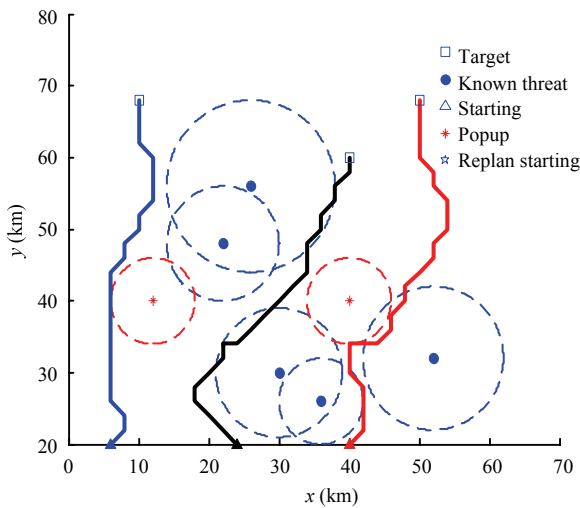 80
70
60
50
40
30
20
y (km)
0
10
20
30
40
50
60
70
x (km)
Target
Known threat
Starting
Popup
Replan starting